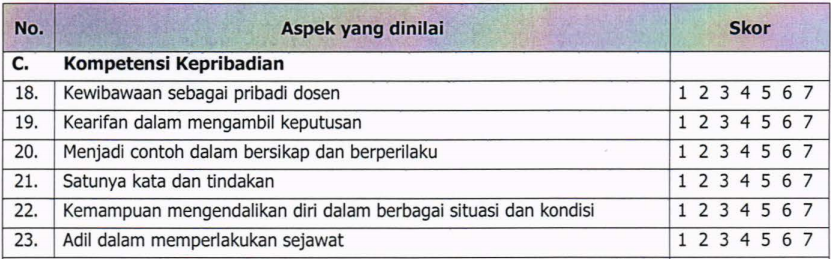 No. Aspek yang dinilai Skor
C. Kompetensi Kepribadian
18. Kewibawaan sebagai pribadi dosen 1 2 3 4 5 6 7
19. Kearifan dalam mengambil keputusan 1 2 3 4 5 6 7
20. Menjadi contoh dalam bersikap dan berperilaku 1 2 3 4 5 6 7
21. Satunya kata dan tindakan 1 2 3 4 5 6 7
22. Kemampuan mengendalikan diri dalam berbagai situasi dan kondisi 1 2 3 4 5 6 7
23. Adil dalam memperlakukan sejawat 1 2 3 4 5 6 7